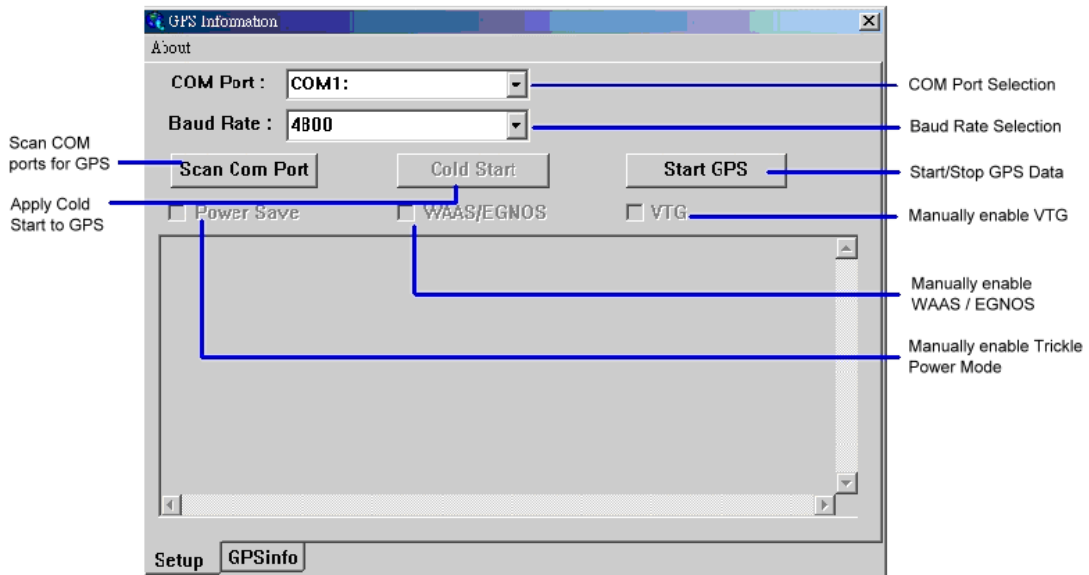 GPS Information
About
COM Port :
COM1:
COM Port Selection
Baud Rate :
4800
Baud Rate Selection
Scan COM
ports for GPS
Scan Com Port
Cold Start
Start GPS
Start/Stop GPS Data
Apply Cold
Start to GPS
Power Save
WAAS/EGNOS
VTG
Manually enable VTG
Manually enable
WAAS / EGNOS
Manually enable Trickle
Power Mode
Setup
GPSinfo